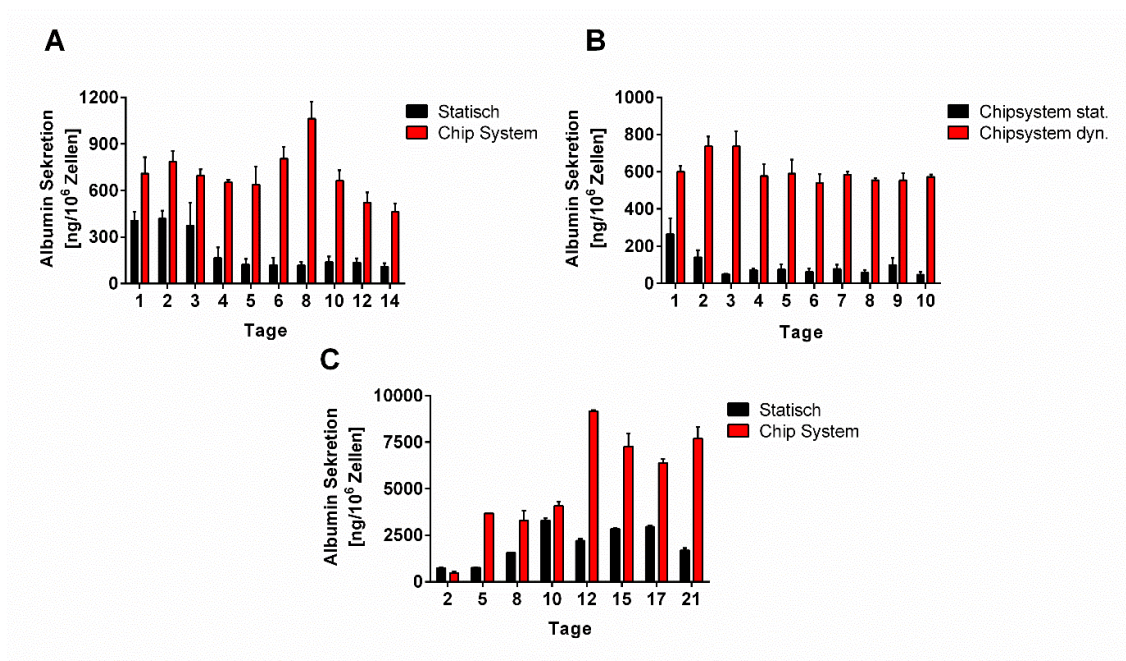 A
Albumin Sekretion
[ng/10⁶ Zellen]
1200
900
600
300
0
1 2 3 4 5 6 8 10 12 14
Tage
Statisch
Chip System
B
Albumin Sekretion
[ng/10⁶ Zellen]
1000
800
600
400
200
0
1 2 3 4 5 6 7 8 9 10
Tage
Chipsystem stat.
Chipsystem dyn.
C
Albumin Sekretion
[ng/10⁶ Zellen]
10000
7500
5000
2500
0
2 5 8 10 12 15 17 21
Tage
Statisch
Chip System